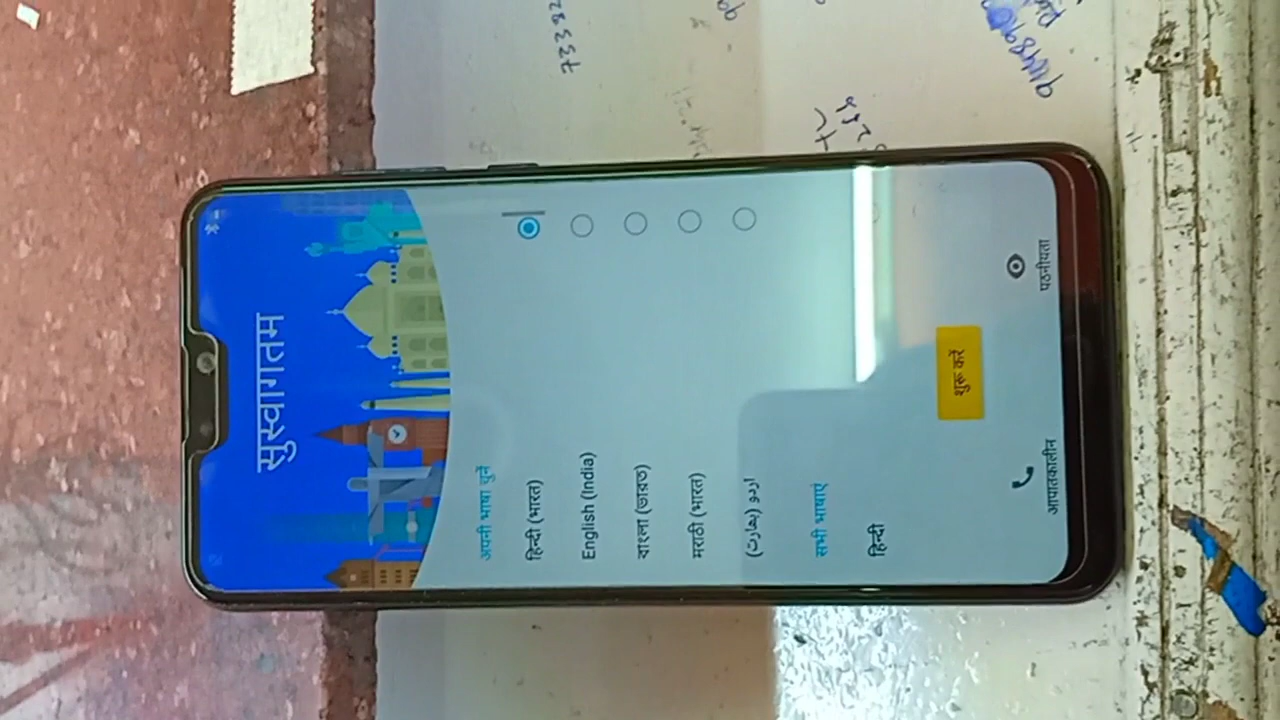 सुस्वागतम
अपनी भाषा चुनें
हिन्दी (भारत)
English (India)
বাংলা (ভারত)
मराठी (भारत)
اردو (بھارت)
सभी भाषाएं
हिन्दी
शुरू करें
आपातकालीन
पठनीयता